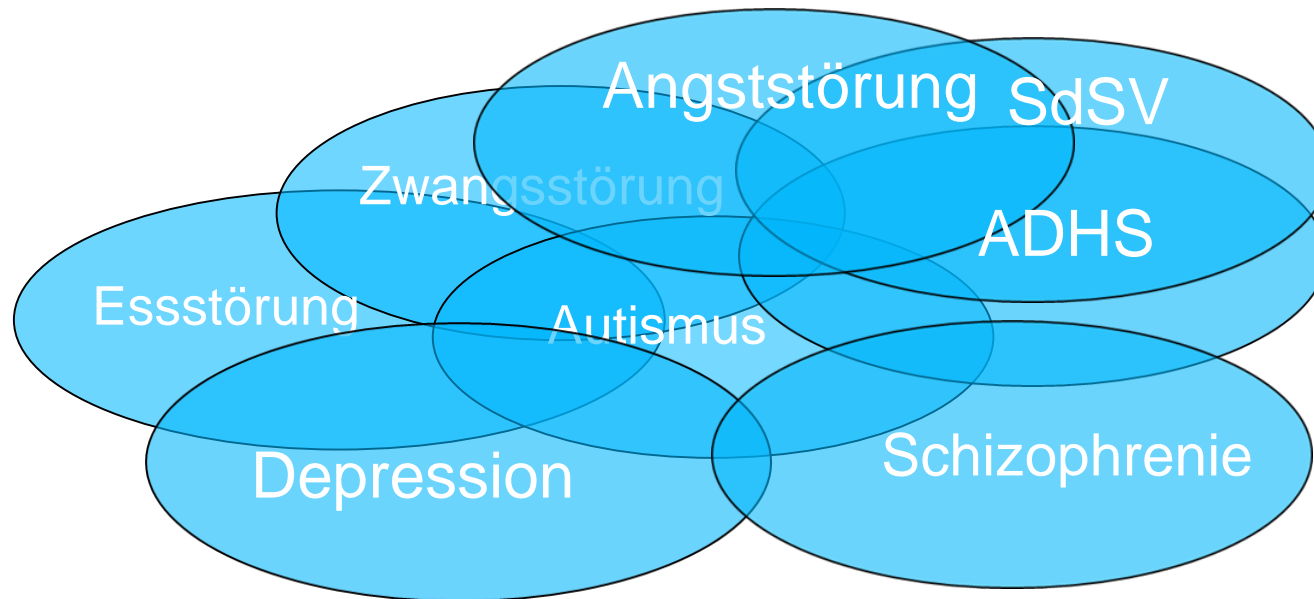 Angststörung
SdSV
Zwangsstörung
ADHS
Essstörung
Autismus
Depression
Schizophrenie